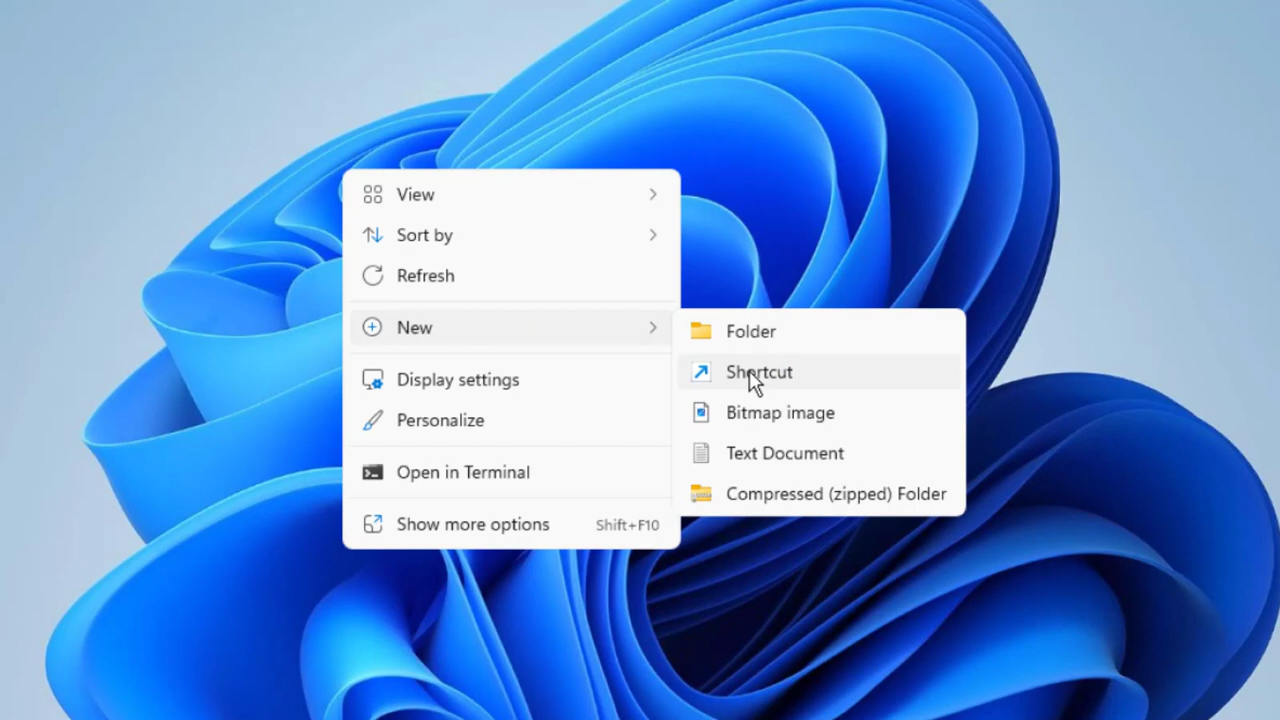 View
Sort by
Refresh
New
Display settings
Personalize
Open in Terminal
Show more options Shift+F10
Folder
Shortcut
Bitmap image
Text Document
Compressed (zipped) Folder